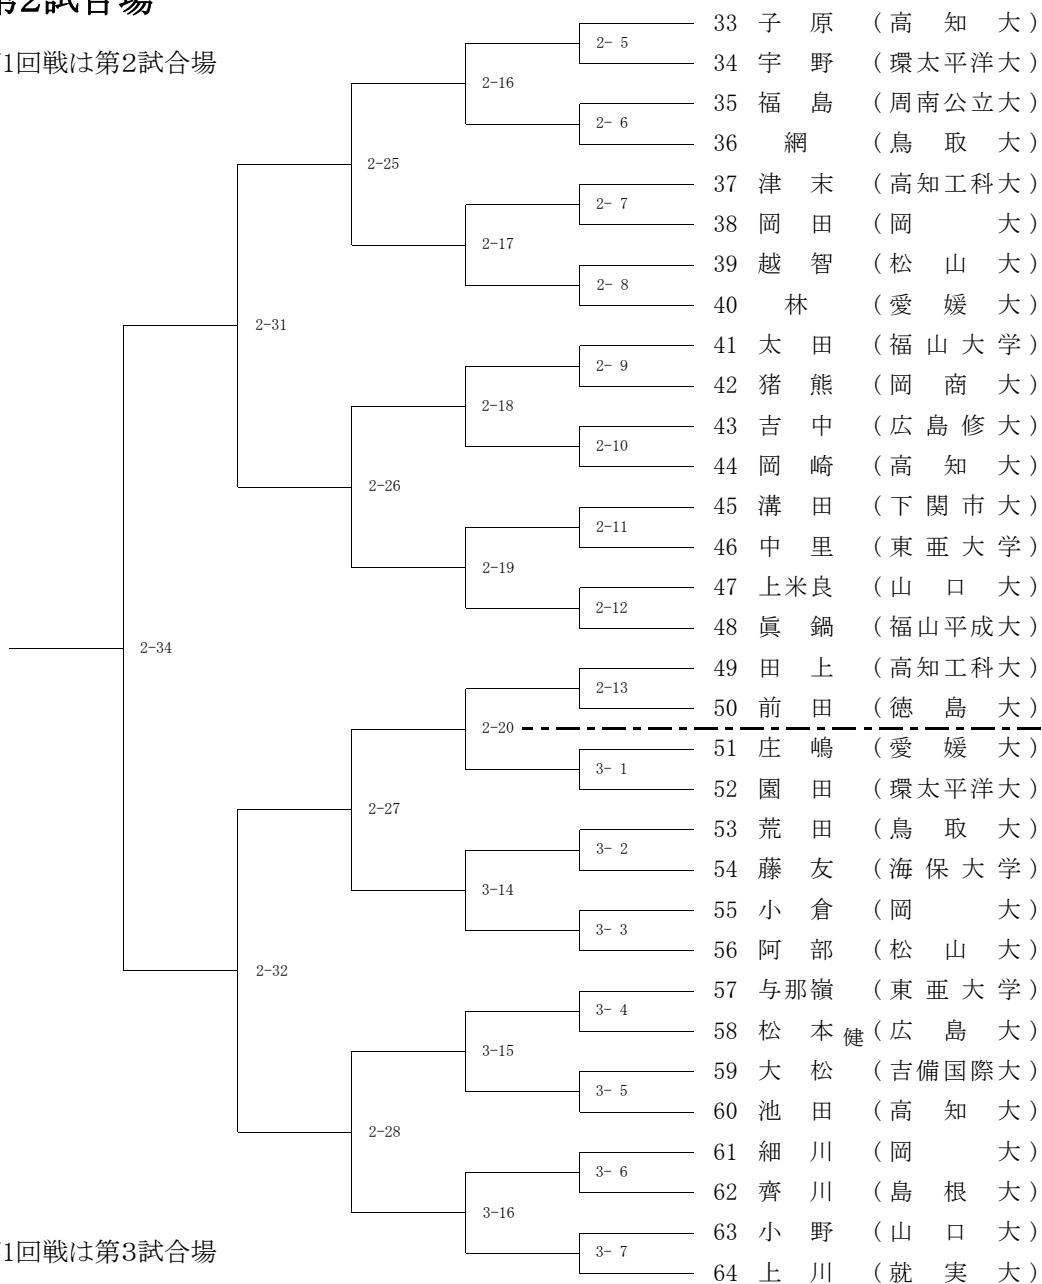 第2試合場
1回戦は第2試合場
33 子原 (高知大)
2- 5
34 宇野 (環太平洋大)
2-16
35 福島 (周南公立大)
2- 6
36 網 (鳥取大)
2-25
37 津末 (高知工科大)
2- 7
38 岡田 (岡大)
2-17
39 越智 (松山大)
2- 8
40 林 (愛媛大)
2-31
41 太田 (福山大学)
2- 9
42 猪熊 (岡商大)
2-18
43 吉中 (広島修大)
2-10
44 岡崎 (高知大)
2-26
45 溝田 (下関市大)
2-11
46 中里 (東亜大学)
2-19
47 上米良 (山口大)
2-12
48 眞鍋 (福山平成大)
2-34
49 田上 (高知工科大)
2-13
50 前田 (徳島大)
2-20
51 庄嶋 (愛媛大)
3- 1
52 園田 (環太平洋大)
2-27
53 荒田 (鳥取大)
3- 2
54 藤友 (海保大学)
3-14
55 小倉 (岡大)
3- 3
56 阿部 (松山大)
2-32
57 与那嶺 (東亜大学)
3- 4
58 松本健 (広島大)
3-15
59 大松 (吉備国際大)
3- 5
60 池田 (高知大)
2-28
61 細川 (岡大)
3- 6
62 齊川 (島根大)
3-16
63 小野 (山口大)
3- 7
64 上川 (就実大)
1回戦は第3試合場